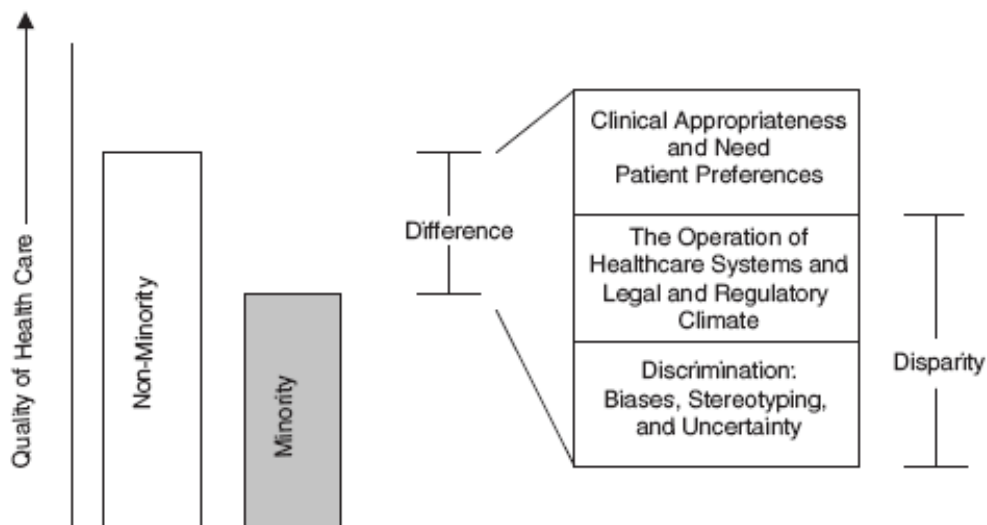 Quality of Health Care
Non-Minority
Minority
Difference
Clinical Appropriateness
and Need
Patient Preferences
The Operation of
Healthcare Systems and
Legal and Regulatory
Climate
Discrimination:
Biases, Stereotyping,
and Uncertainty
Disparity